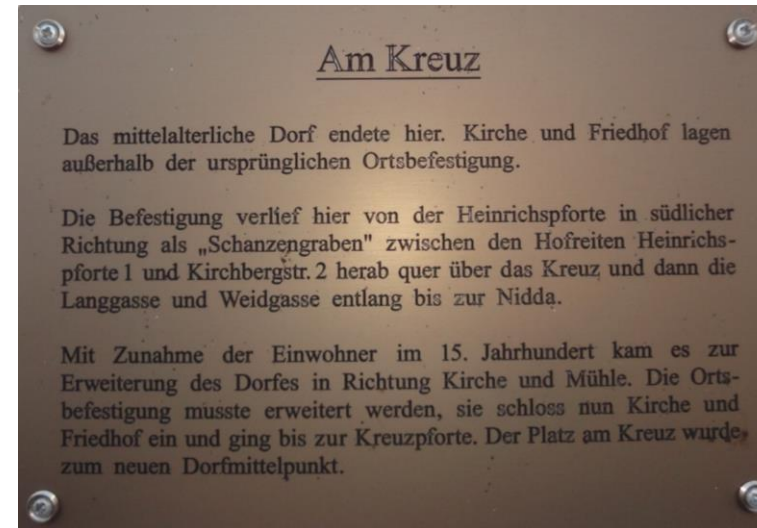 Am Kreuz
Das mittelalterliche Dorf endete hier. Kirche und Friedhof lagen
außerhalb der ursprünglichen Ortsbefestigung.
Die Befestigung verlief hier von der Heinrichspforte in südlicher
Richtung als „Schanzengraben" zwischen den Hofreiten Heinrichs-
pforte 1 und Kirchbergstr. 2 herab quer über das Kreuz und dann die
Langgasse und Weidgasse entlang bis zur Nidda.
Mit Zunahme der Einwohner im 15. Jahrhundert kam es zur
Erweiterung des Dorfes in Richtung Kirche und Mühle. Die Orts-
befestigung musste erweitert werden, sie schloss nun Kirche und
Friedhof ein und ging bis zur Kreuzpforte. Der Platz am Kreuz wurde
zum neuen Dorfmittelpunkt.